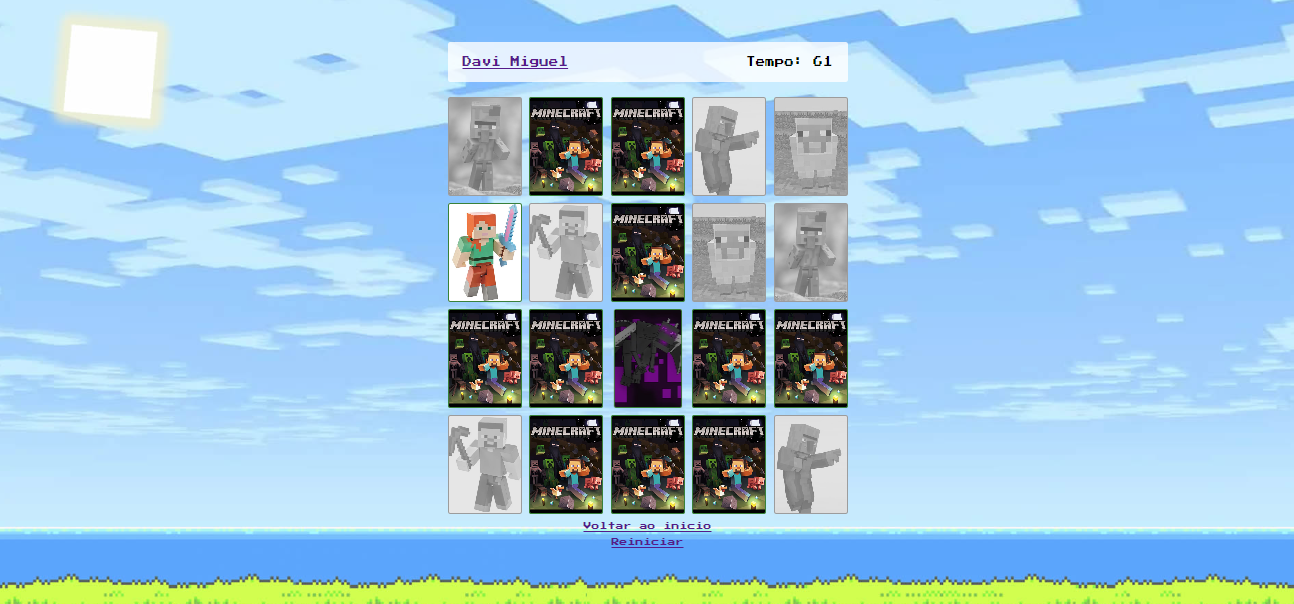 Davi Miguel
Tempo: 61
MINECRAFT MINECRAFT
MINECRAFT
MINECRAFT MINECRAFT MINECRAFT MINECRAFT
MINECRAFT MINECRAFT MINECRAFT
Voltar ao inicio
Reiniciar